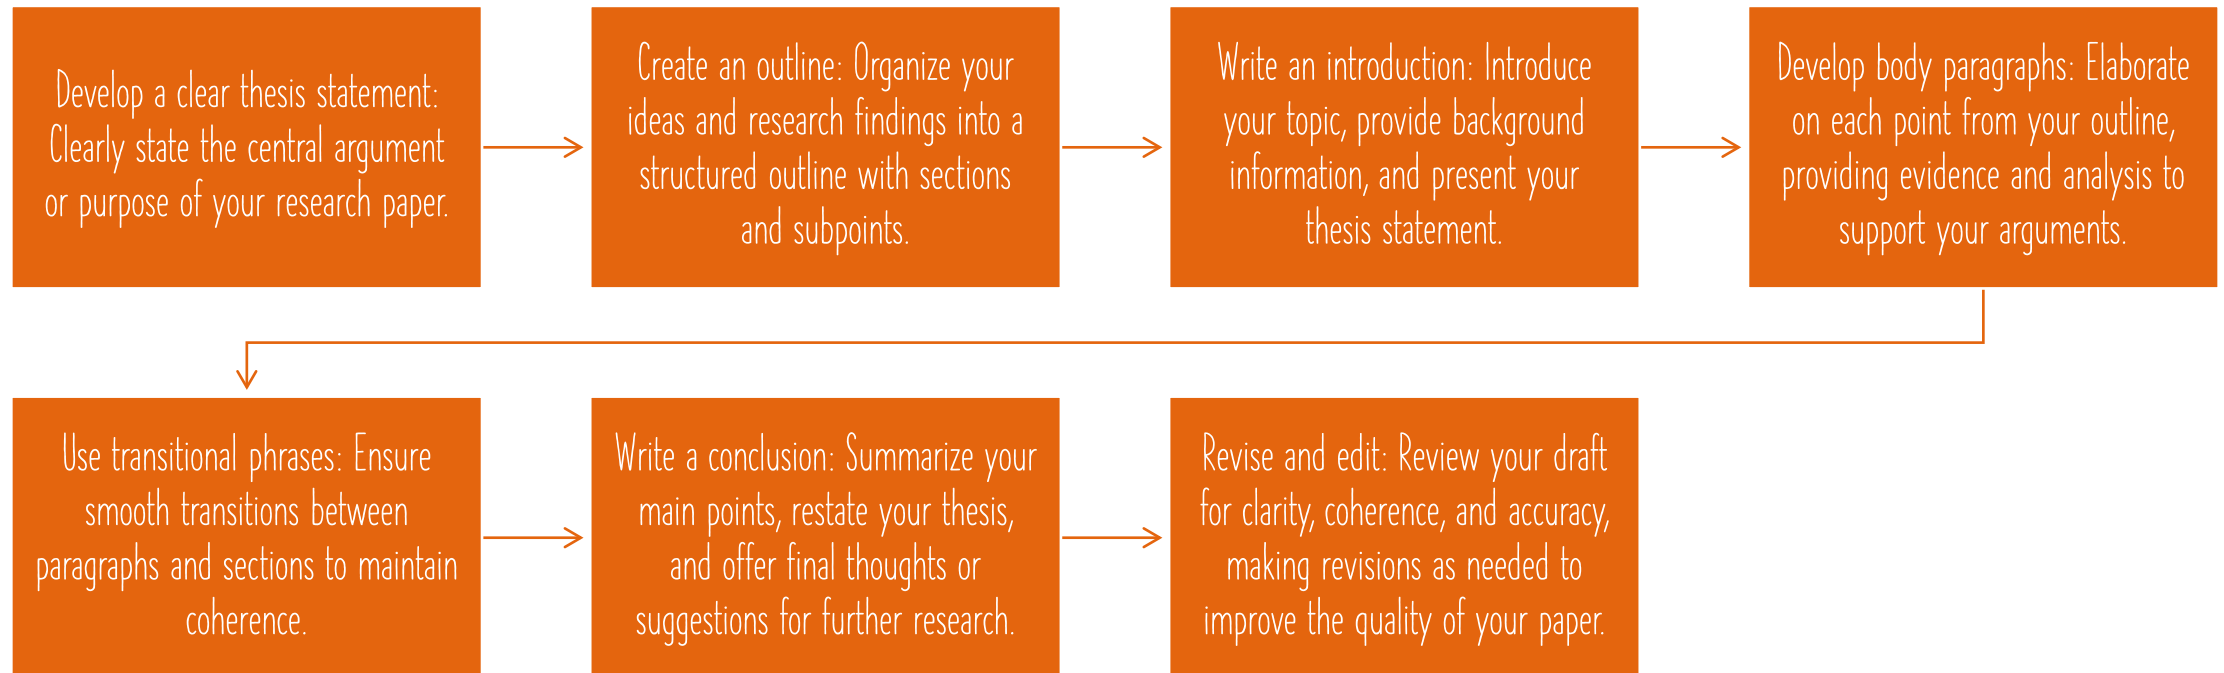 Develop a clear thesis statement:
Clearly state the central argument
or purpose of your research paper.
Create an outline: Organize your
ideas and research findings into a
structured outline with sections
and subpoints.
Write an introduction: Introduce
your topic, provide background
information, and present your
thesis statement.
Develop body paragraphs: Elaborate
on each point from your outline,
providing evidence and analysis to
support your arguments.
Use transitional phrases: Ensure
smooth transitions between
paragraphs and sections to maintain
coherence.
Write a conclusion: Summarize your
main points, restate your thesis,
and offer final thoughts or
suggestions for further research.
Revise and edit: Review your draft
for clarity, coherence, and accuracy,
making revisions as needed to
improve the quality of your paper.